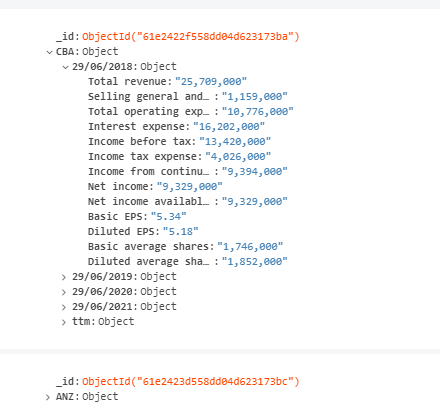 _id: ObjectId("61e2422f558dd04d623173ba")
CBA: Object
29/06/2018: Object
Total revenue: "25,709,000"
Selling general and… : "1,159,000"
Total operating exp… : "10,776,000"
Interest expense: "16,202,000"
Income before tax: "13,420,000"
Income tax expense: "4,026,000"
Income from continu… : "9,394,000"
Net income: "9,329,000"
Net income availabl… : "9,329,000"
Basic EPS: "5.34"
Diluted EPS: "5.18"
Basic average shares: "1,746,000"
Diluted average sha… : "1,852,000"
29/06/2019: Object
29/06/2020: Object
29/06/2021: Object
ttm: Object
_id: ObjectId("61e2423d558dd04d623173bc")
ANZ: Object